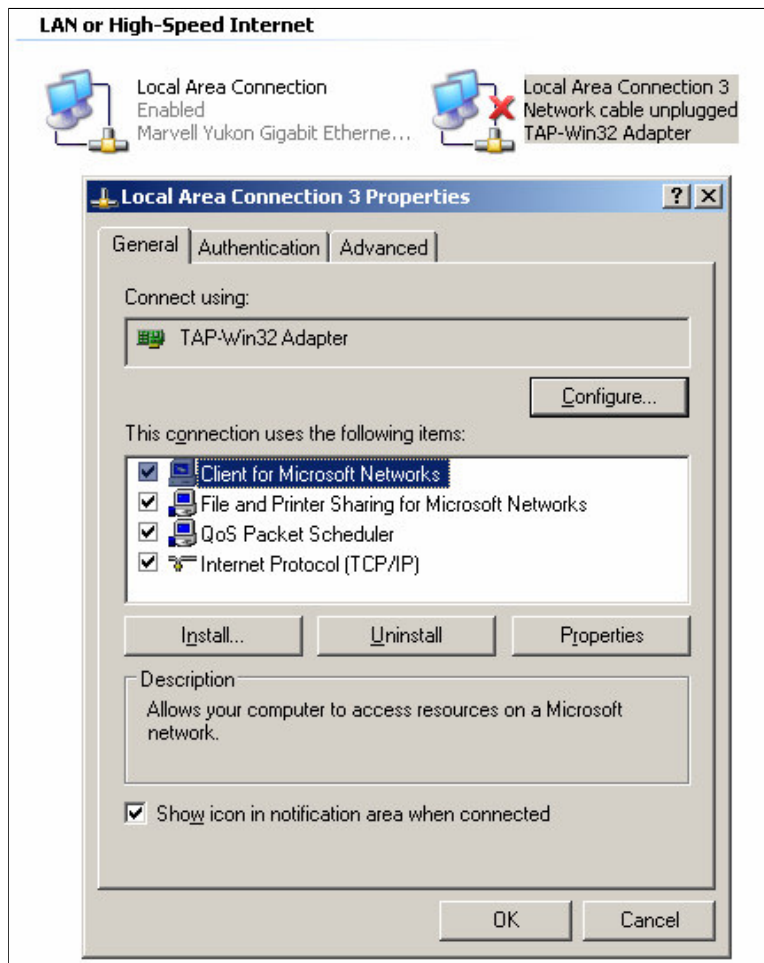 LAN or High-Speed Internet
Local Area Connection
Enabled
Marvell Yukon Gigabit Etherne...
Local Area Connection 3
Network cable unplugged
TAP-Win32 Adapter
Local Area Connection 3 Properties
General
Authentication
Advanced
Connect using:
TAP-Win32 Adapter
Configure...
This connection uses the following items:
Client for Microsoft Networks
File and Printer Sharing for Microsoft Networks
QoS Packet Scheduler
Internet Protocol (TCP/IP)
Install...
Uninstall
Properties
Description
Allows your computer to access resources on a Microsoft
network.
Show icon in notification area when connected
OK
Cancel